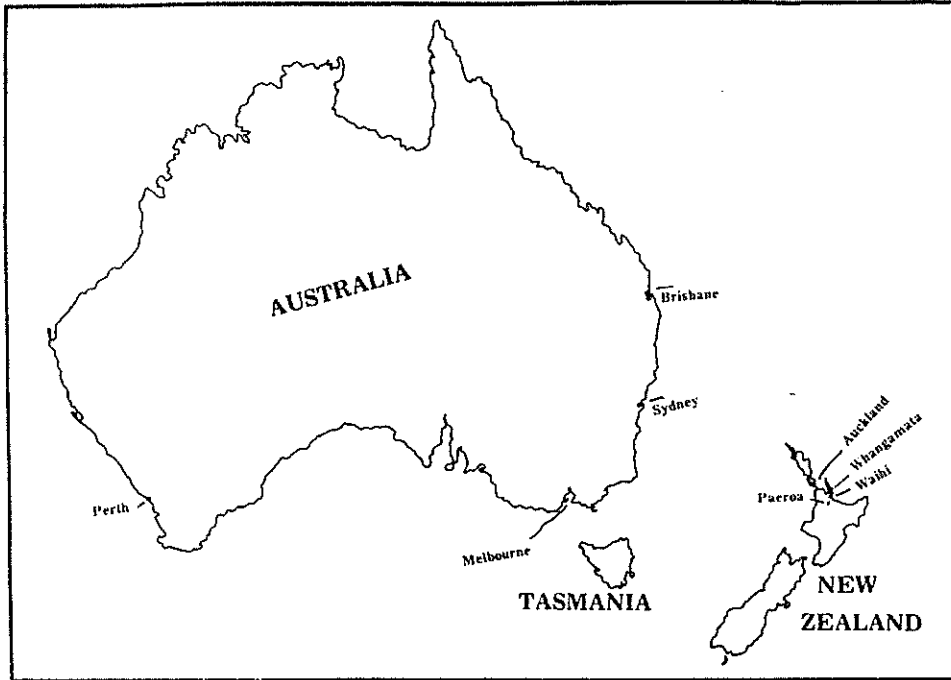 AUSTRALIA
Brisbane
Sydney
Auckland
Whangamata
Waihi
Paeroa
Perth
Melbourne
TASMANIA
NEW
ZEALAND